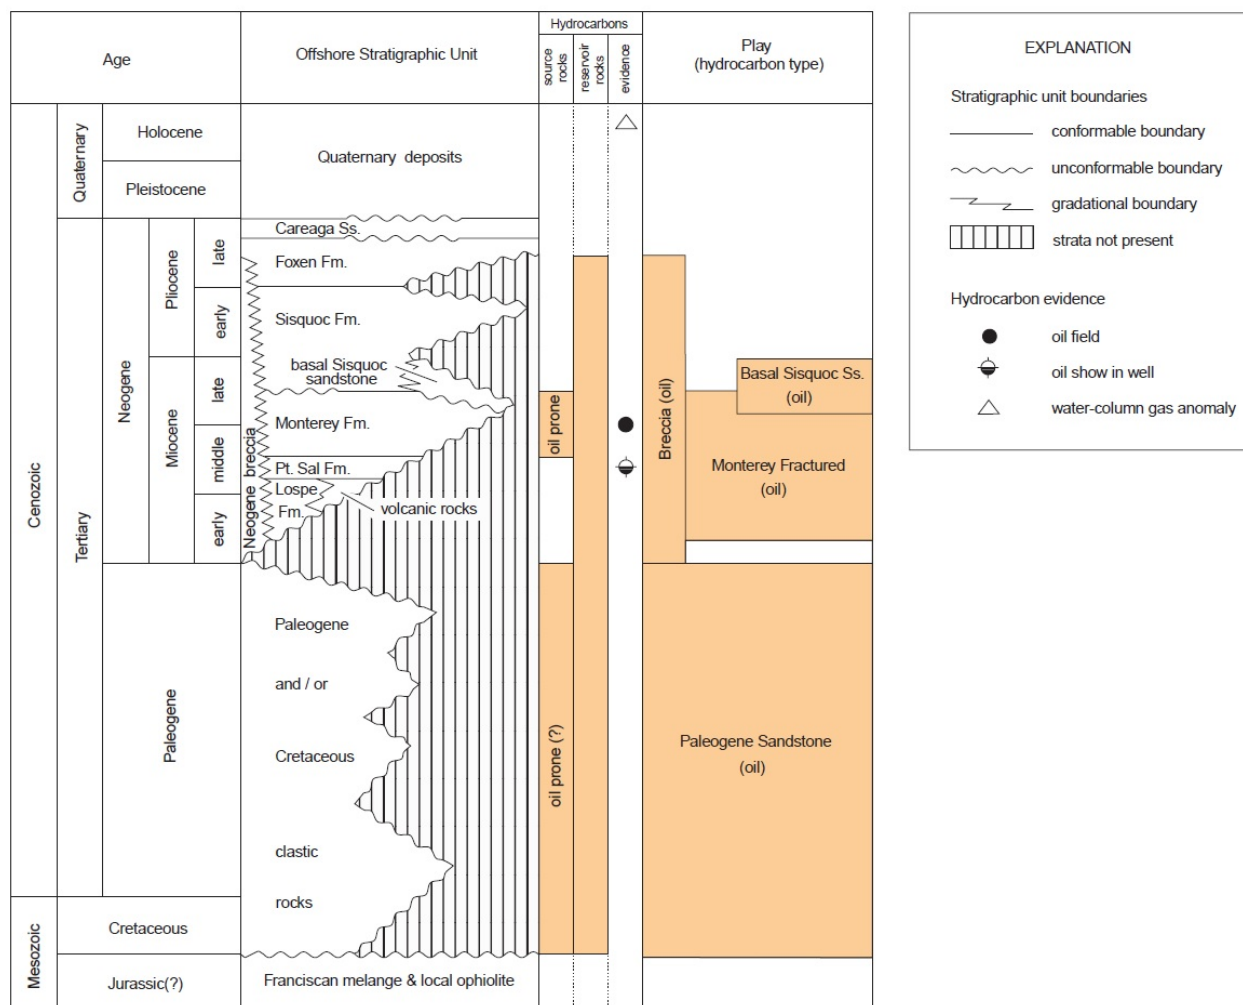 Age
Offshore Stratigraphic Unit
Hydrocarbons
source
rocks
reservoir
rocks
evidence
Play
(hydrocarbon type)
Cenozoic
Quaternary
Holocene
Pleistocene
Quaternary deposits
Tertiary
Neogene
Pliocene
late
early
Miocene
late
middle
early
Careaga Ss.
Foxen Fm.
Sisquoc Fm.
basal Sisquoc
sandstone
Monterey Fm.
Pt. Sal Fm.
Lospe
Fm.
volcanic rocks
Neogene breccia
oil prone
Breccia (oil)
Basal Sisquoc Ss.
(oil)
Monterey Fractured
(oil)
Paleogene
Paleogene
and / or
Cretaceous
clastic
rocks
oil prone (?)
Paleogene Sandstone
(oil)
Mesozoic
Cretaceous
Jurassic(?)
Franciscan melange & local ophiolite
EXPLANATION
Stratigraphic unit boundaries
conformable boundary
unconformable boundary
gradational boundary
strata not present
Hydrocarbon evidence
oil field
oil show in well
water-column gas anomaly